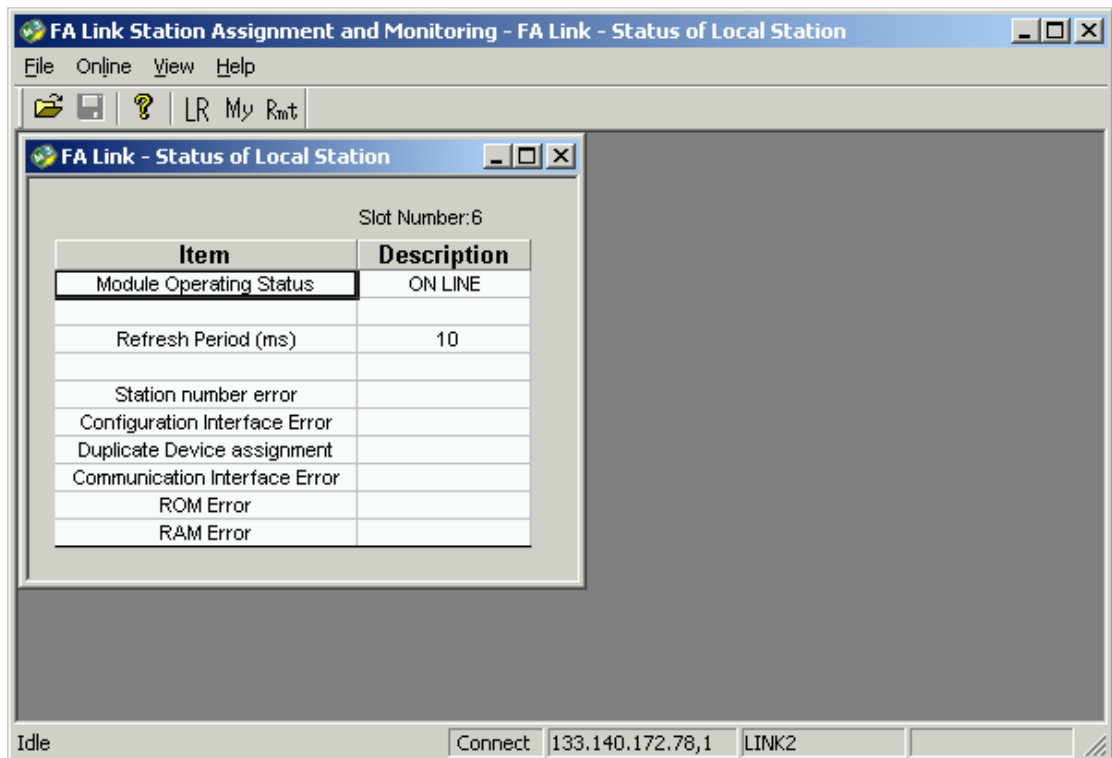 FA Link Station Assignment and Monitoring - FA Link - Status of Local Station
File Online View Help
LR My Rmt
FA Link - Status of Local Station
Slot Number:6
Item Description
Module Operating Status ON LINE
Refresh Period (ms) 10
Station number error
Configuration Interface Error
Duplicate Device assignment
Communication Interface Error
ROM Error
RAM Error
Idle Connect 133.140.172.78,1 LINK2